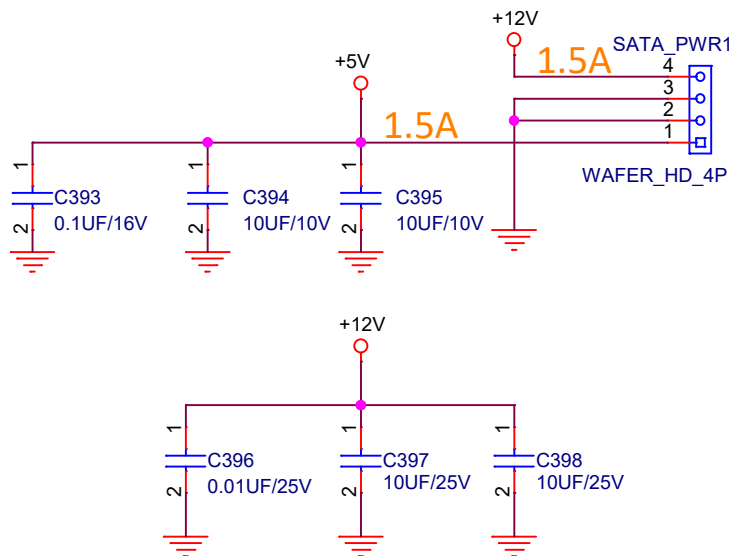 +12V
SATA_PWR1
1.5A
4
3
2
1
WAFER_HD_4P
+5V
1.5A
1
C393
0.1UF/16V
2
1
C394
10UF/10V
2
1
C395
10UF/10V
2
+12V
1
C396
0.01UF/25V
2
1
C397
10UF/25V
2
1
C398
10UF/25V
2